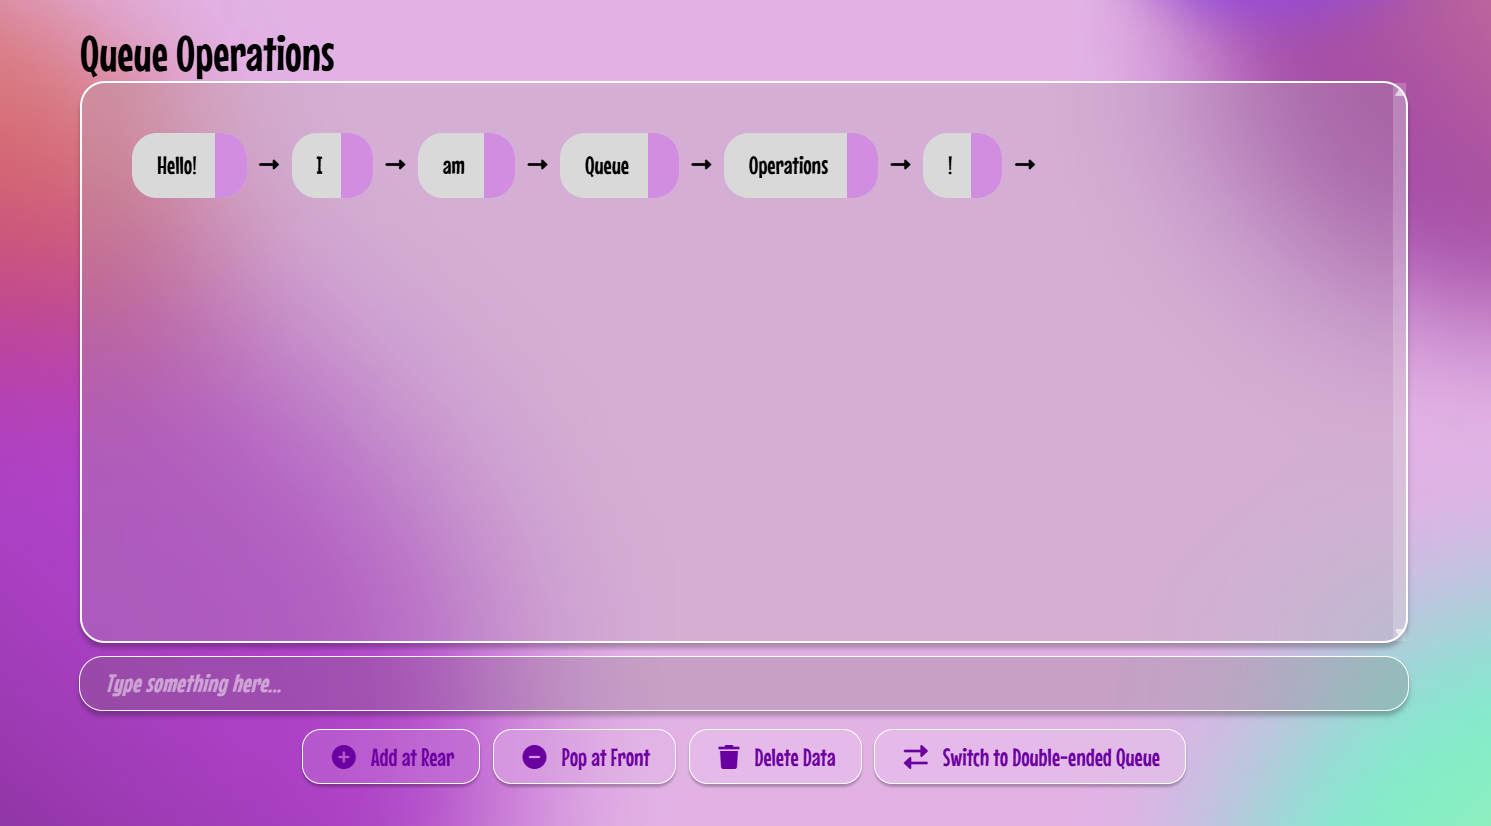 Queue Operations
Hello! → I → am → Queue → Operations → ! →
Type something here...
Add at Rear Pop at Front Delete Data Switch to Double-ended Queue